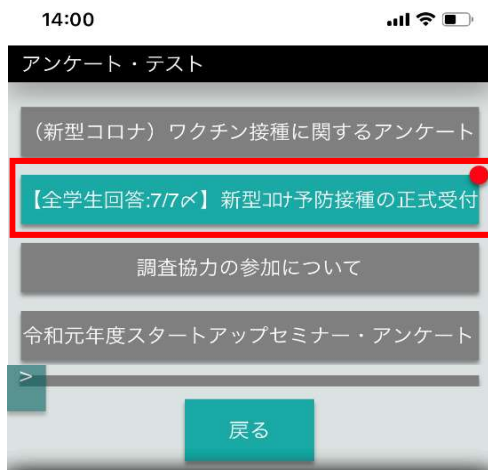 14:00
アンケート・テスト
（新型コロナ）ワクチン接種に関するアンケート
【全学生回答:7/7〆】新型ｺﾛﾅ予防接種の正式受付
調査協力の参加について
令和元年度スタートアップセミナー・アンケート
>
戻る